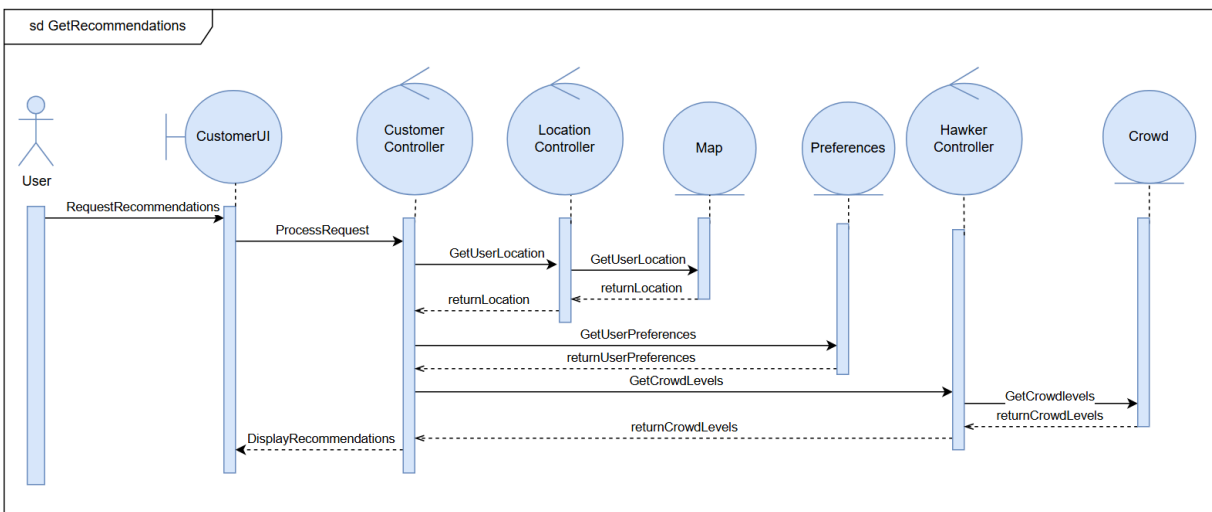 sd GetRecommendations
User
CustomerUI
Customer
Controller
Location
Controller
Map
Preferences
Hawker
Controller
Crowd
RequestRecommendations
ProcessRequest
GetUserLocation
GetUserLocation
returnLocation
returnLocation
GetUserPreferences
returnUserPreferences
GetCrowdLevels
GetCrowdlevels
returnCrowdLevels
returnCrowdLevels
DisplayRecommendations